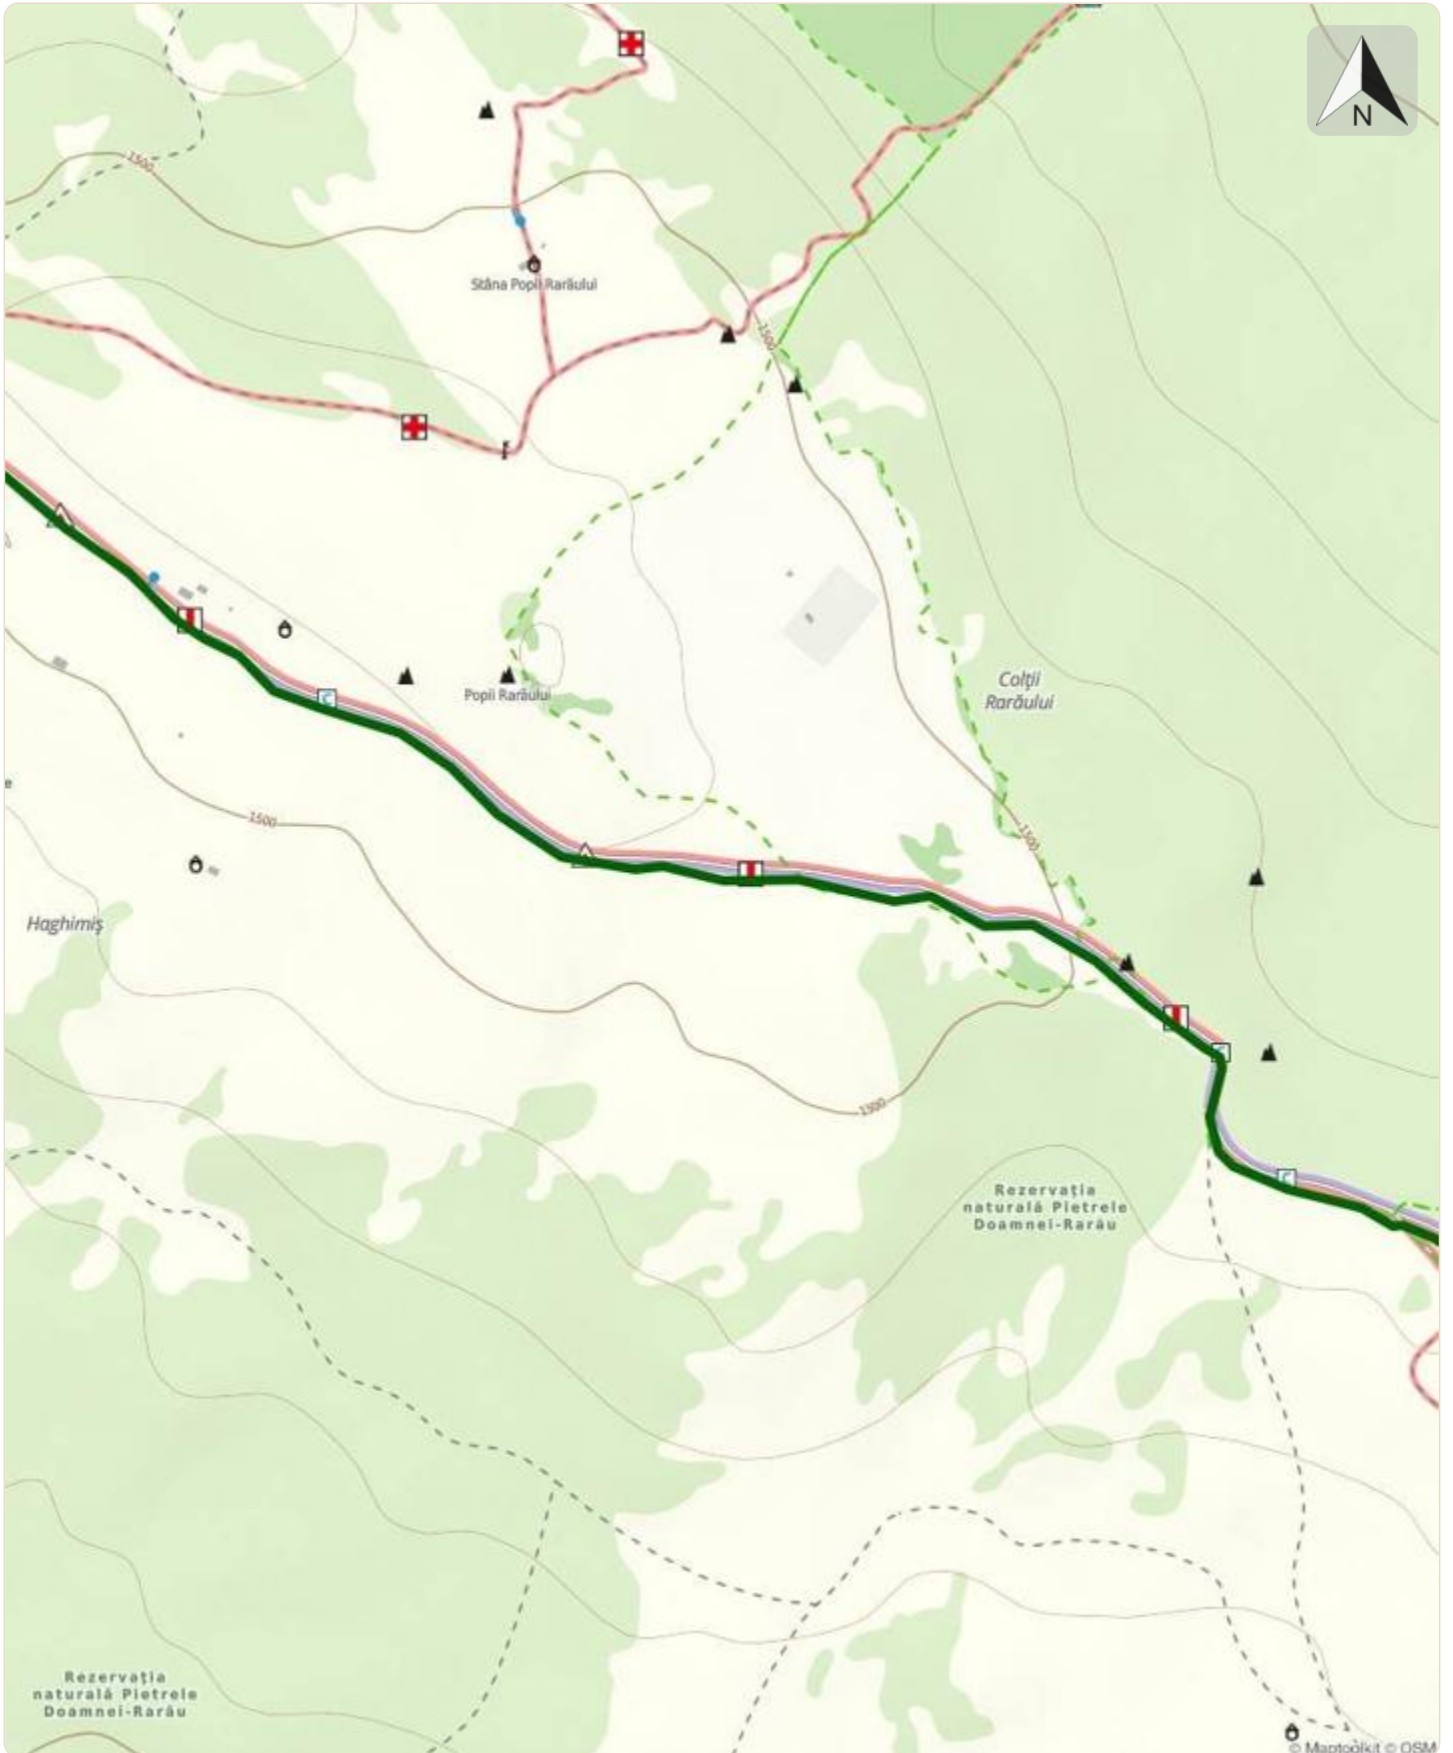 N
1500
Stâna Popii Rarăului
1500
Colții
Rarăului
Popii Rarăului
e
1500
1500
Haghimiș
1500
Rezervația
naturală Pietrele
Doamnei-Rarău
Rezervația
naturală Pietrele
Doamnei-Rarău
© Maptoolkit © OSM